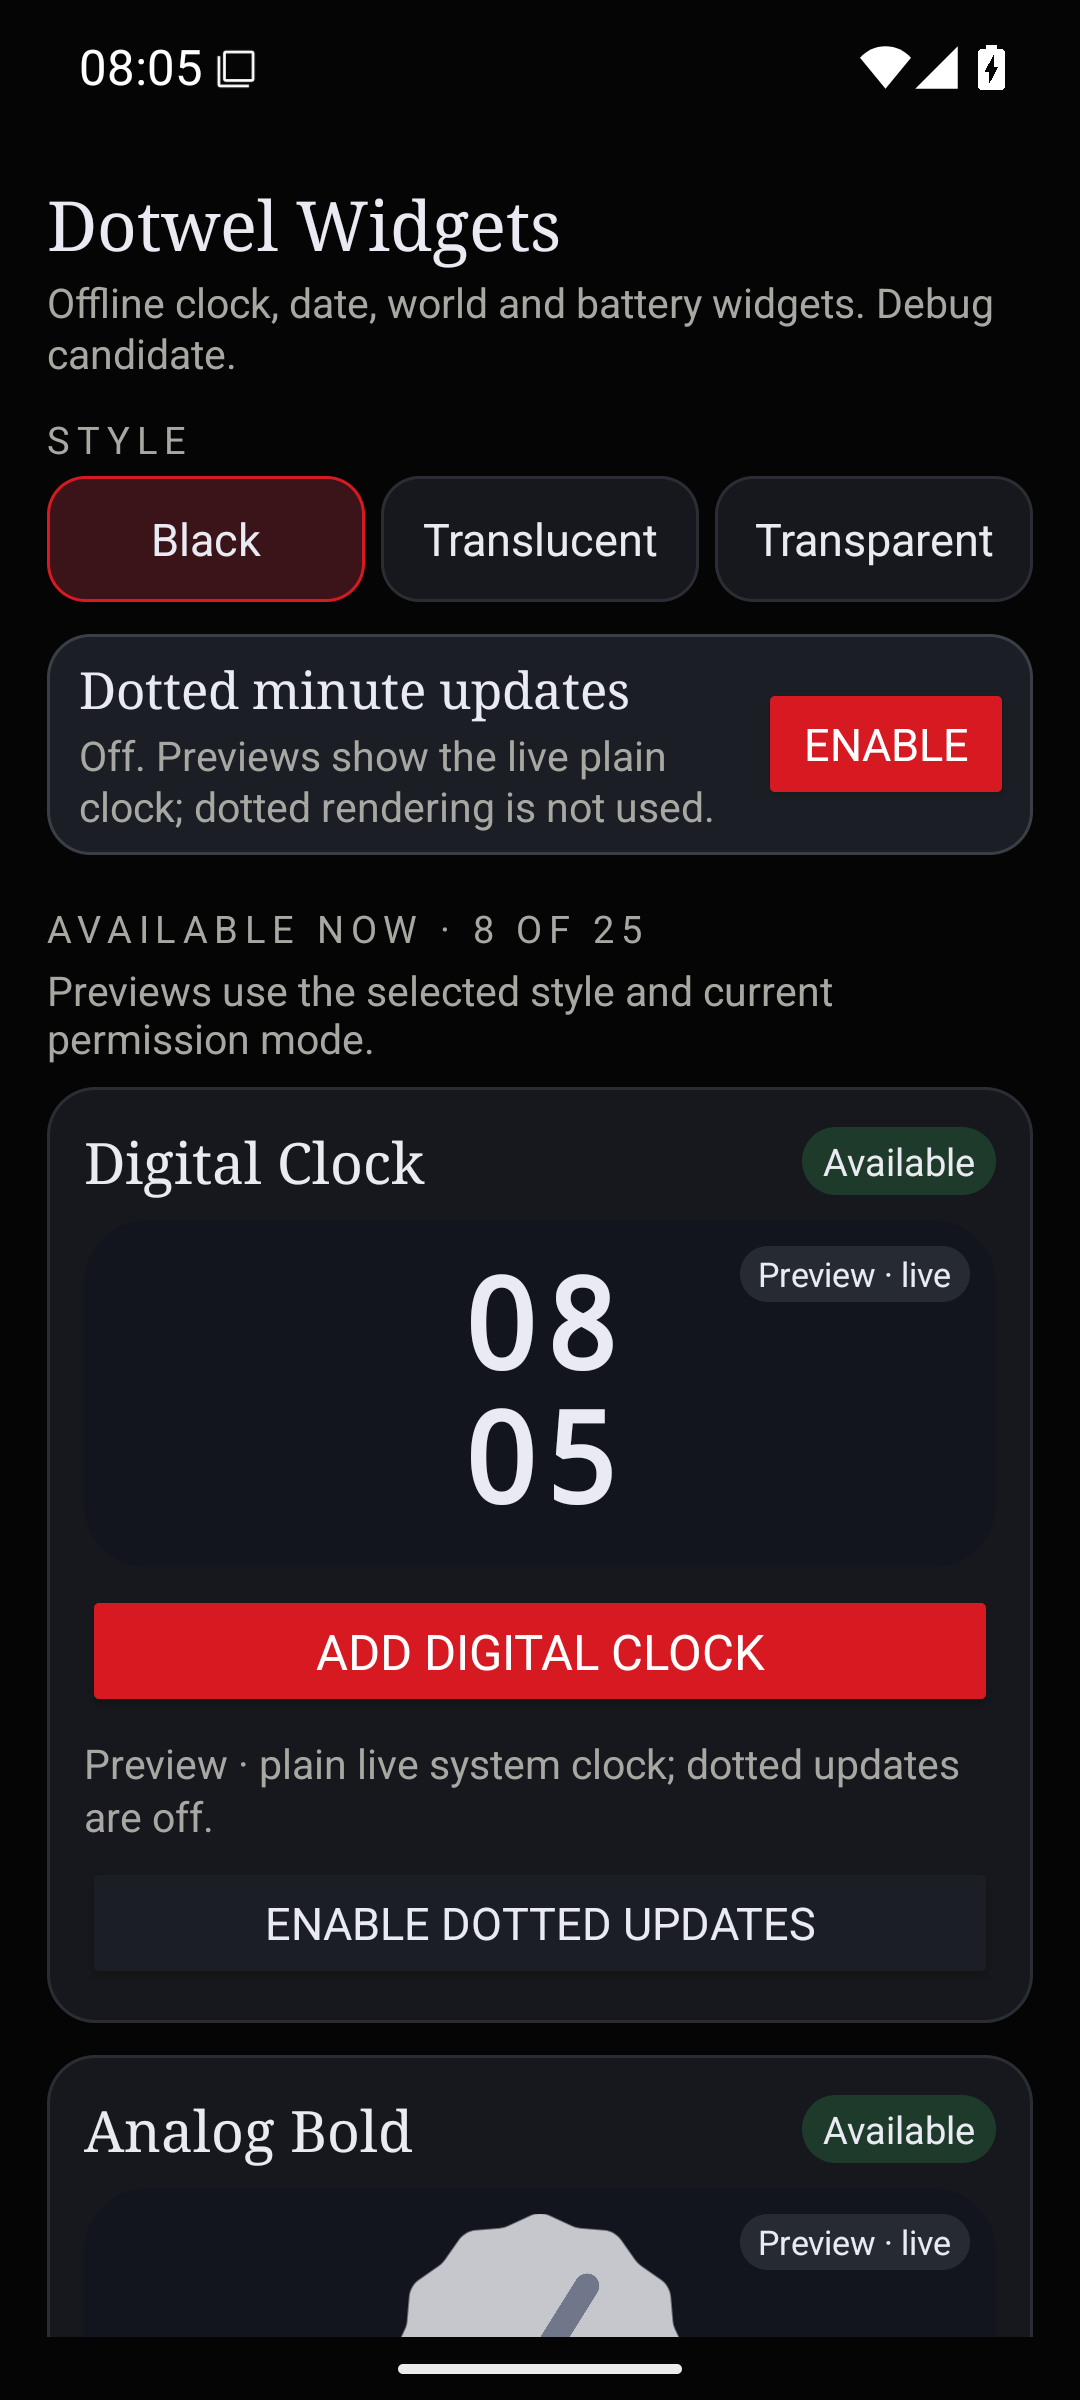 08:05
Dotwel Widgets
Offline clock, date, world and battery widgets. Debug
candidate.
STYLE
Black
Translucent
Transparent
Dotted minute updates
Off. Previews show the live plain
clock; dotted rendering is not used.
ENABLE
AVAILABLE NOW · 8 OF 25
Previews use the selected style and current
permission mode.
Digital Clock
Available
Preview · live
08
05
ADD DIGITAL CLOCK
Preview · plain live system clock; dotted updates
are off.
ENABLE DOTTED UPDATES
Analog Bold
Available
Preview · live